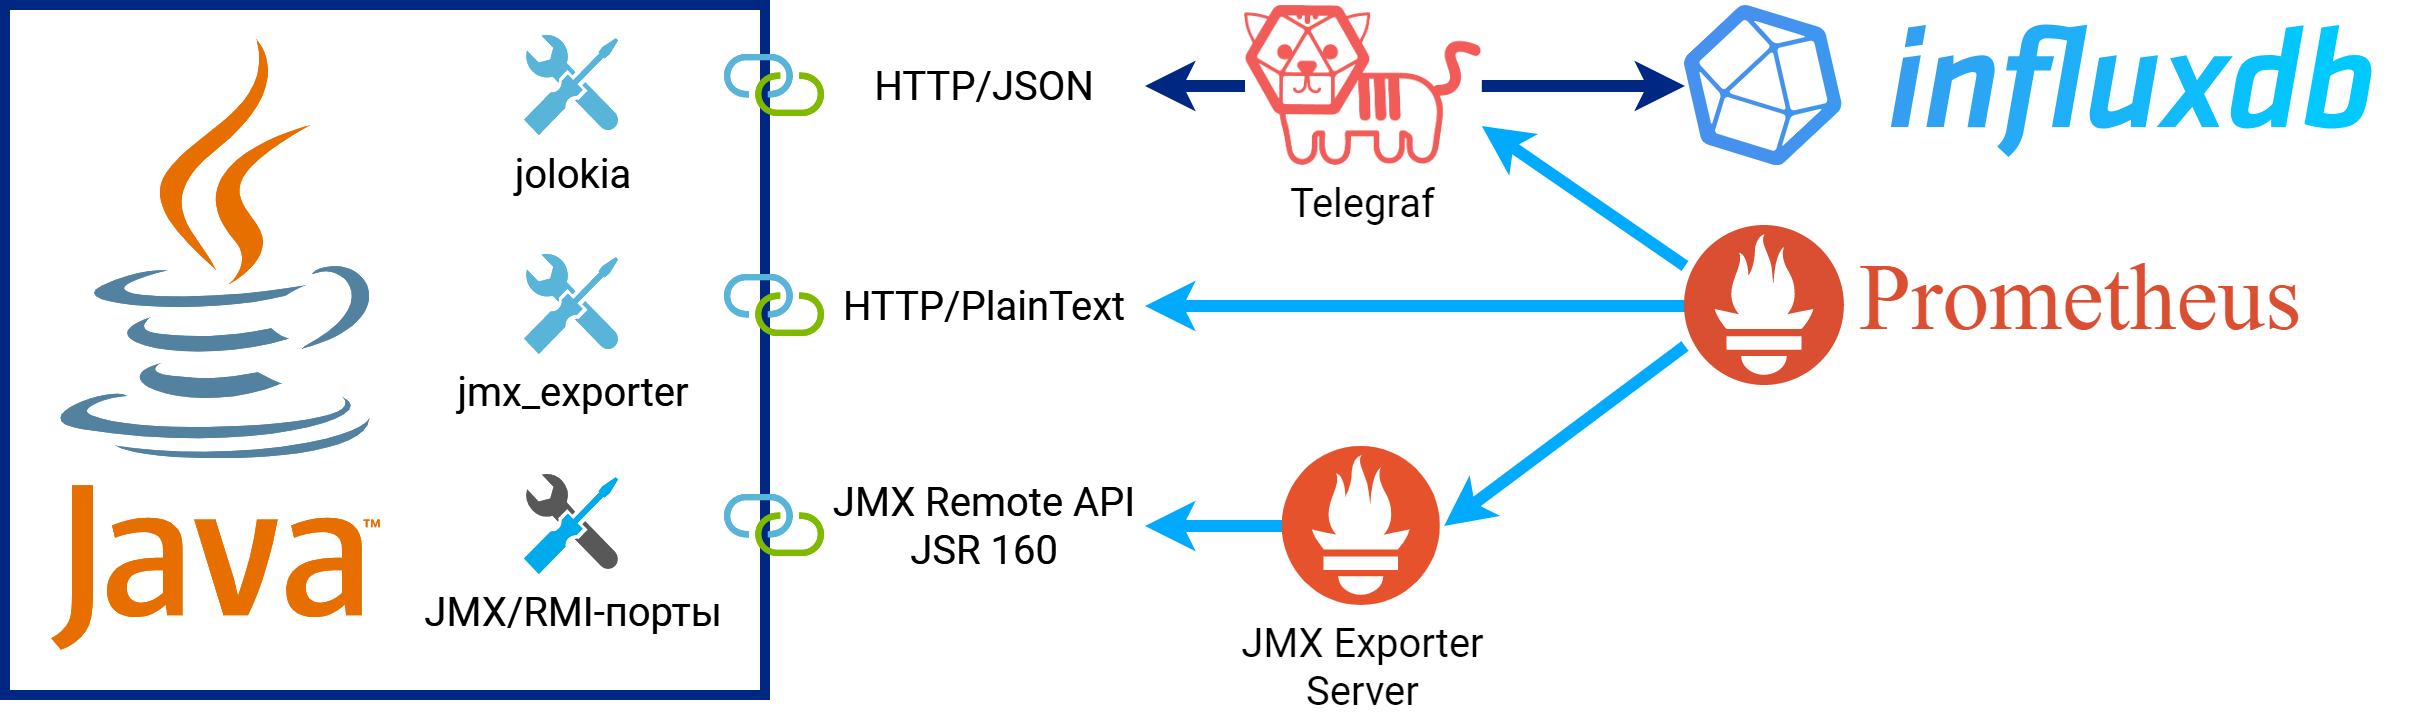 jolokia
HTTP/JSON
Telegraf
influxdb
jmx_exporter
HTTP/PlainText
Prometheus
Java™
JMX/RMI-порты
JMX Remote API
JSR 160
JMX Exporter
Server